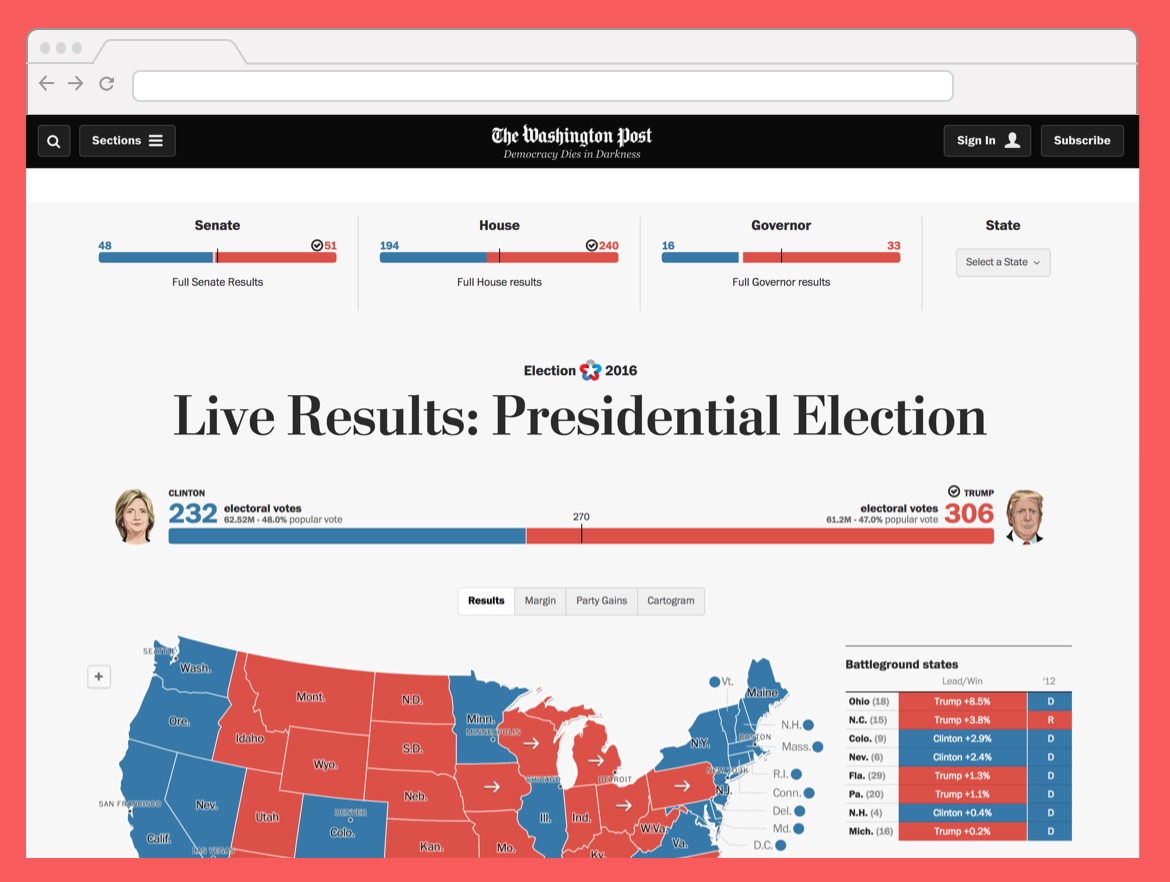 Sections
The Washington Post
Democracy Dies in Darkness
Sign In
Subscribe
Senate
48
51
Full Senate Results
House
194
240
Full House results
Governor
16
33
Full Governor results
State
Select a State
Election 2016
Live Results: Presidential Election
CLINTON
232 electoral votes
62.52M - 48.0% popular vote
270
TRUMP
electoral votes 306
61.2M - 47.0% popular vote
Results Margin Party Gains Cartogram
+
SEATTLE
Wash.
Mont.
N.D.
Minn.
MINNEAPOLIS
Vt.
Maine
Ore.
Idaho
S.D.
N.Y.
BOSTON
N.H.
Mass.
Wyo.
CHICAGO
DETROIT
NEW YORK
R.I.
SAN FRANCISCO
Nev.
Neb.
N.J.
Conn.
Utah
DENVER
Colo.
Ill.
Ind.
Del.
Calif.
LAS VEGAS
Kan.
Mo.
Ky.
W.Va.
Va.
Md.
D.C.
Battleground states
Lead/Win '12
Ohio (18) Trump +8.5% D
N.C. (15) Trump +3.8% R
Colo. (9) Clinton +2.9% D
Nev. (6) Clinton +2.4% D
Fla. (29) Trump +1.3% D
Pa. (20) Trump +1.1% D
N.H. (4) Clinton +0.4% D
Mich. (16) Trump +0.2% D